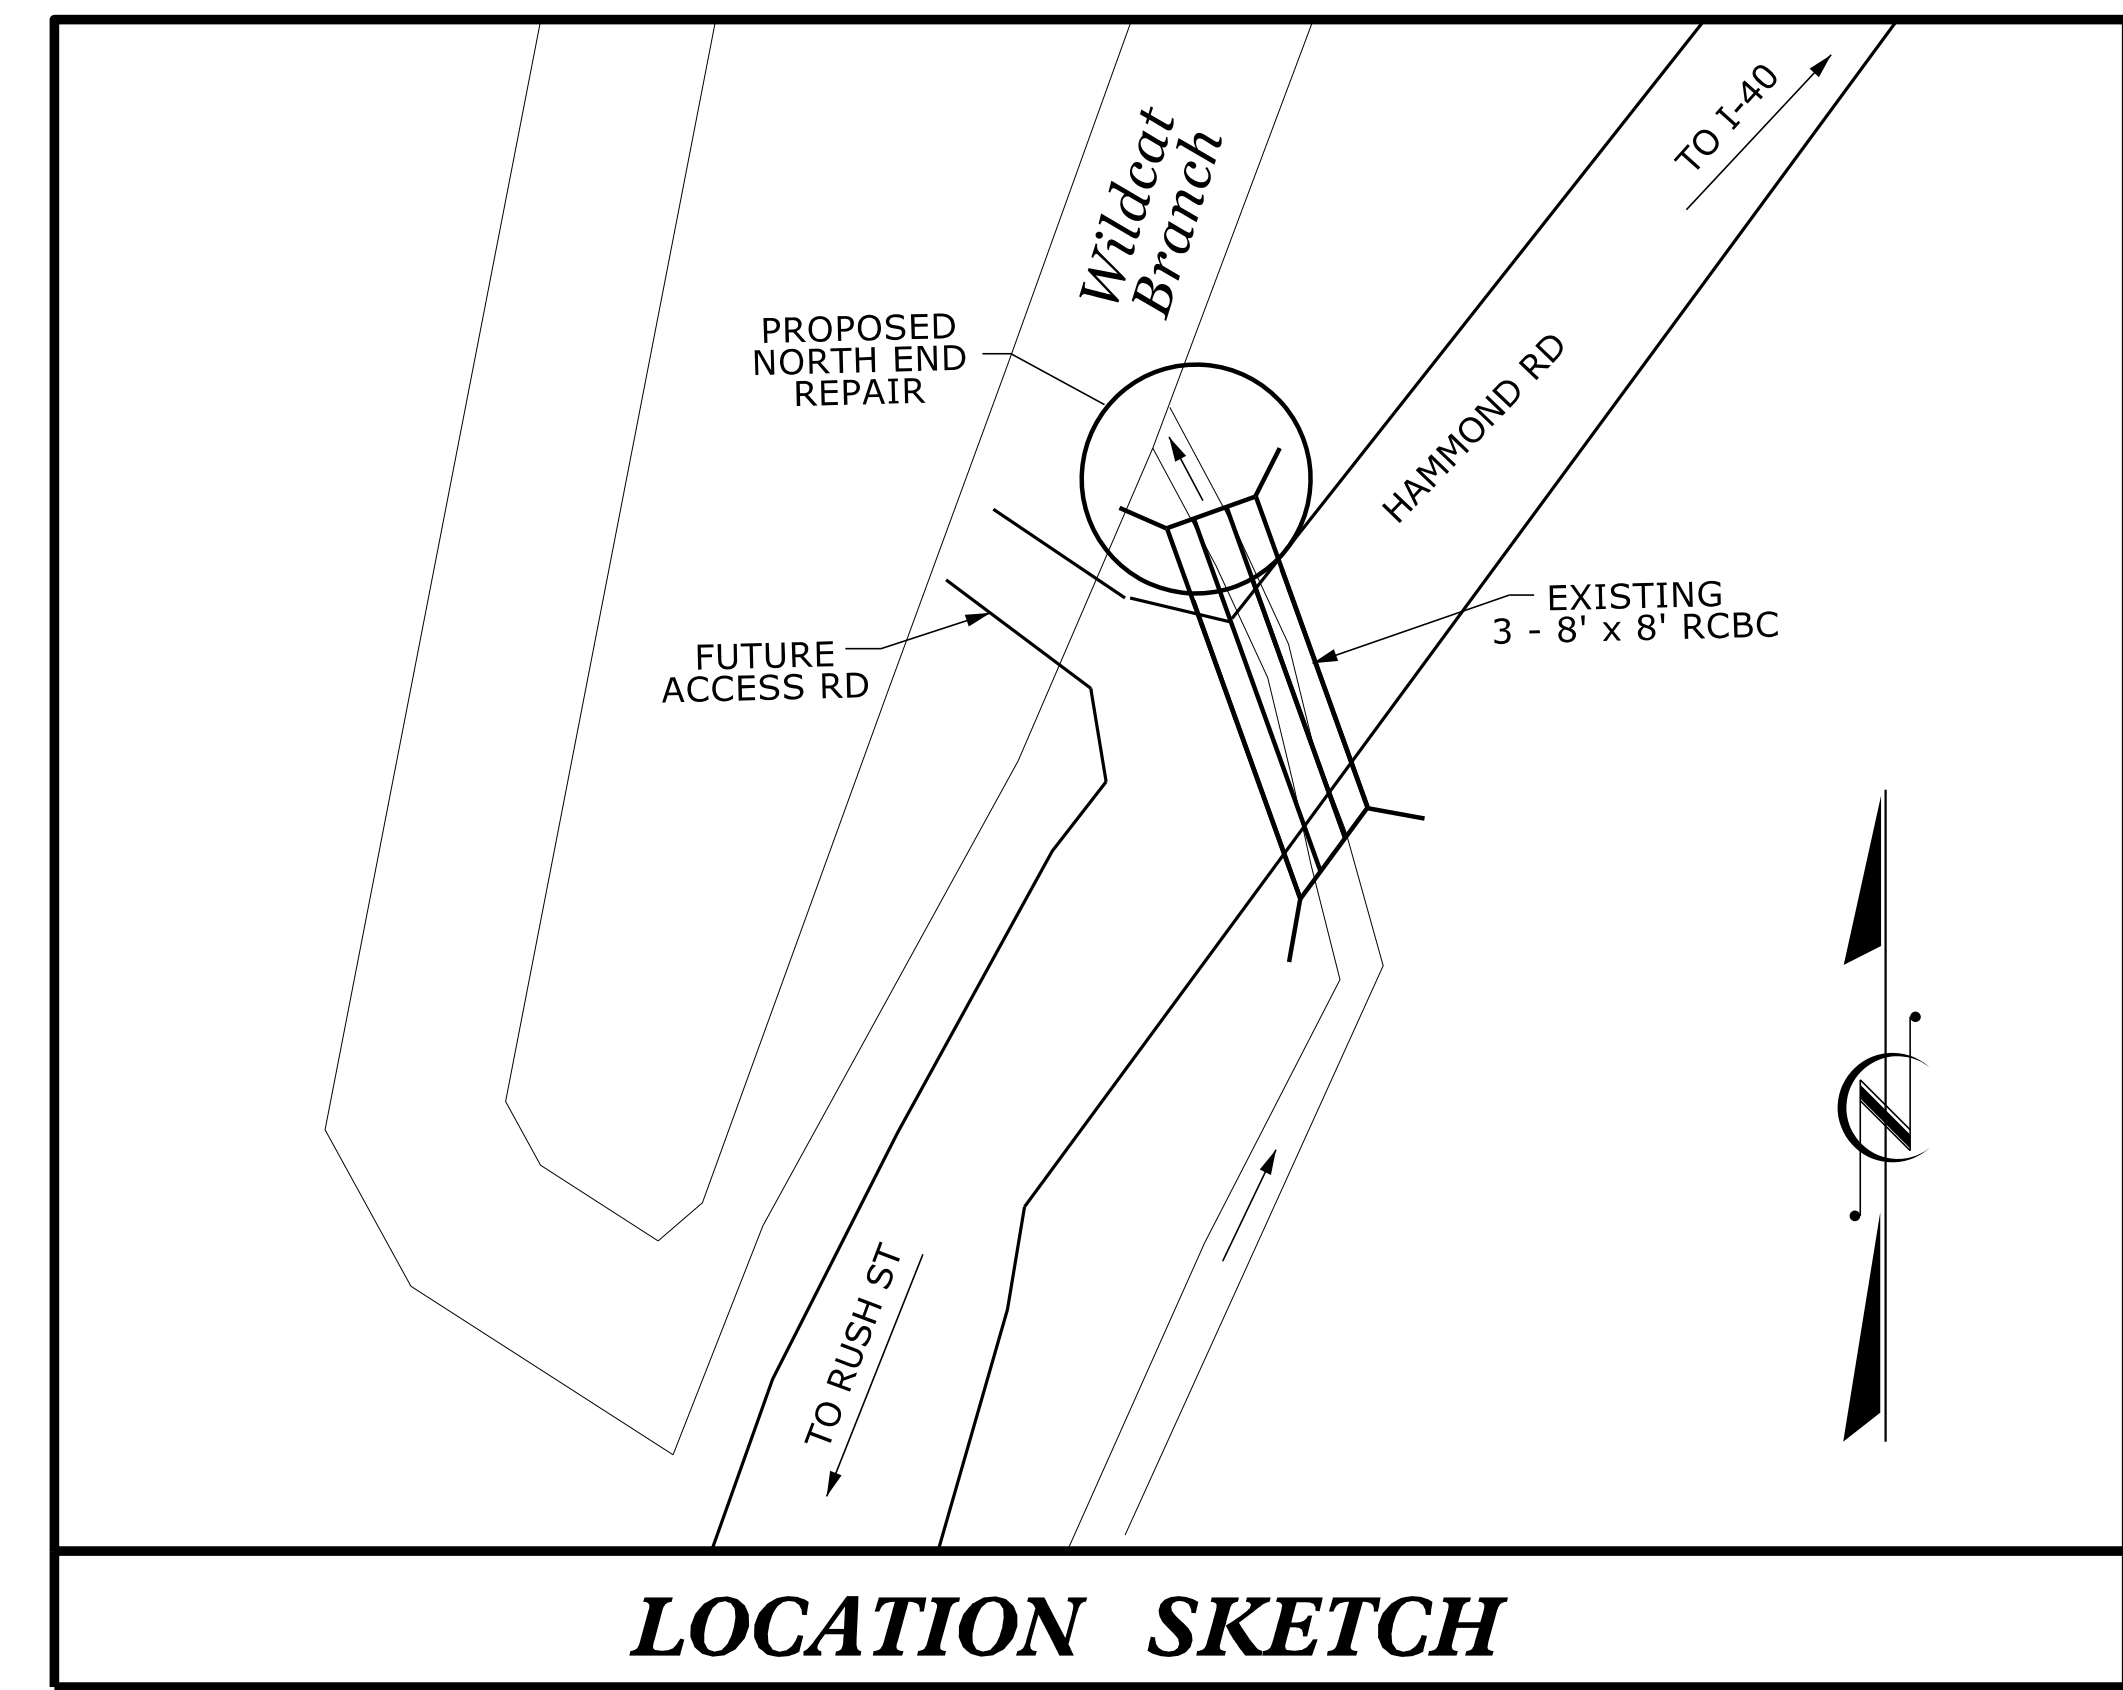 TO I-40
Wildcat
Branch
PROPOSED
NORTH END
REPAIR
HAMMOND RD
EXISTING
3 - 8' x 8' RCBC
FUTURE
ACCESS RD
N
TO RUSH ST
LOCATION SKETCH